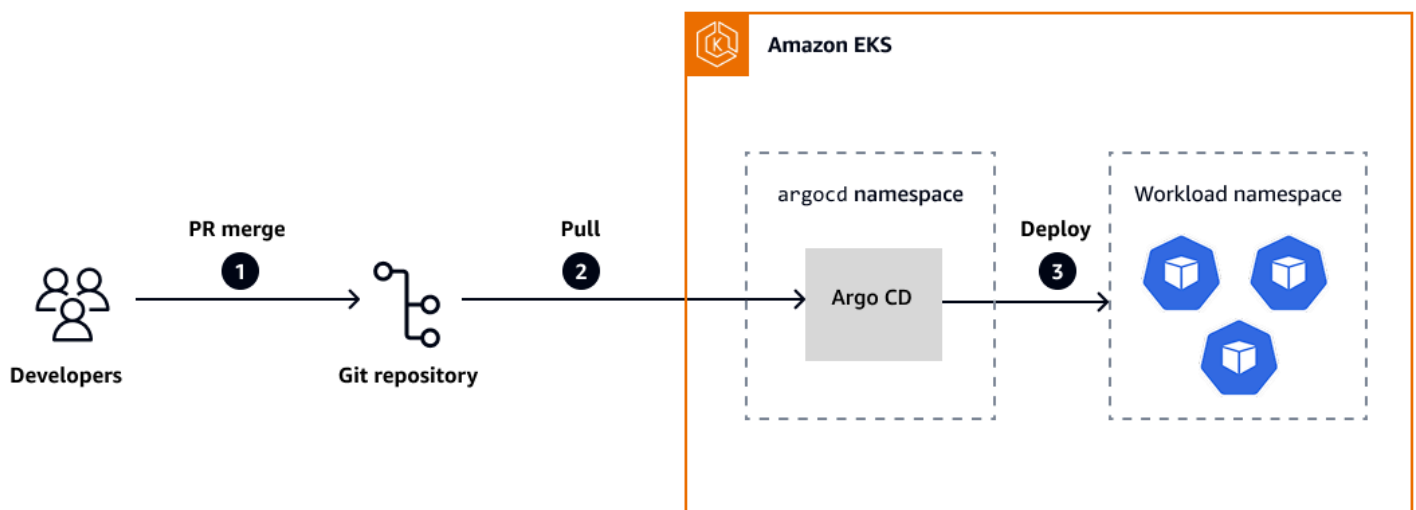 Amazon EKS
argocd namespace
Workload namespace
PR merge
Pull
Deploy
1
2
3
Argo CD
Developers
Git repository